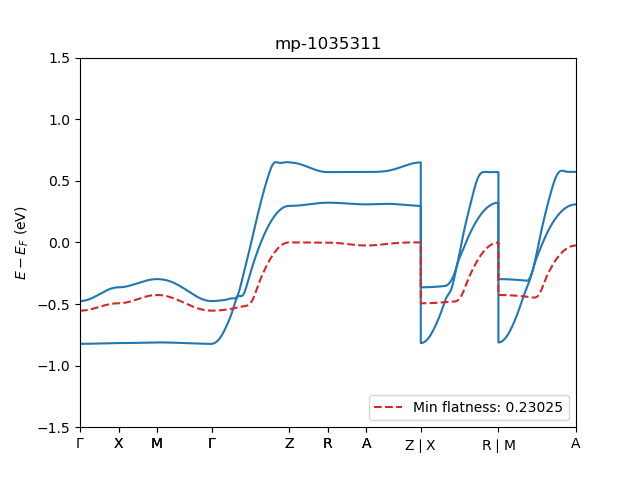 mp-1035311
1.5
1.0
0.5
0.0
−0.5
−1.0
−1.5
E − E_F (eV)
Min flatness: 0.23025
Γ X M Γ Z R A Z | X R | M A